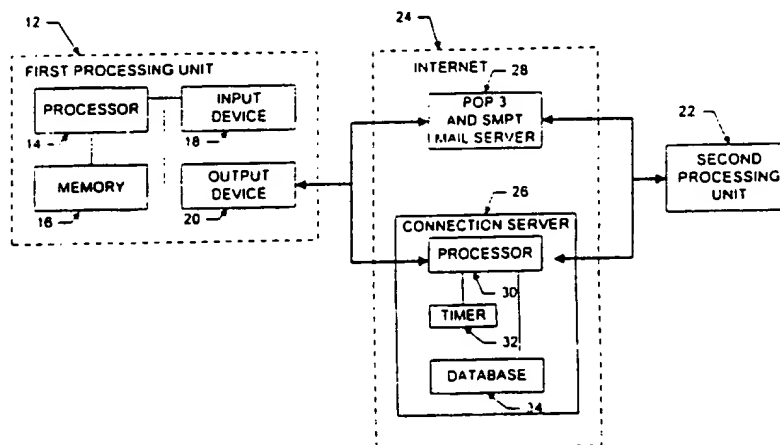 12
FIRST PROCESSING UNIT
PROCESSOR
14
INPUT
DEVICE
18
MEMORY
16
OUTPUT
DEVICE
20
24
INTERNET
28
POP 3
AND SMPT
MAIL SERVER
26
CONNECTION SERVER
PROCESSOR
30
TIMER
32
DATABASE
34
22
SECOND
PROCESSING
UNIT